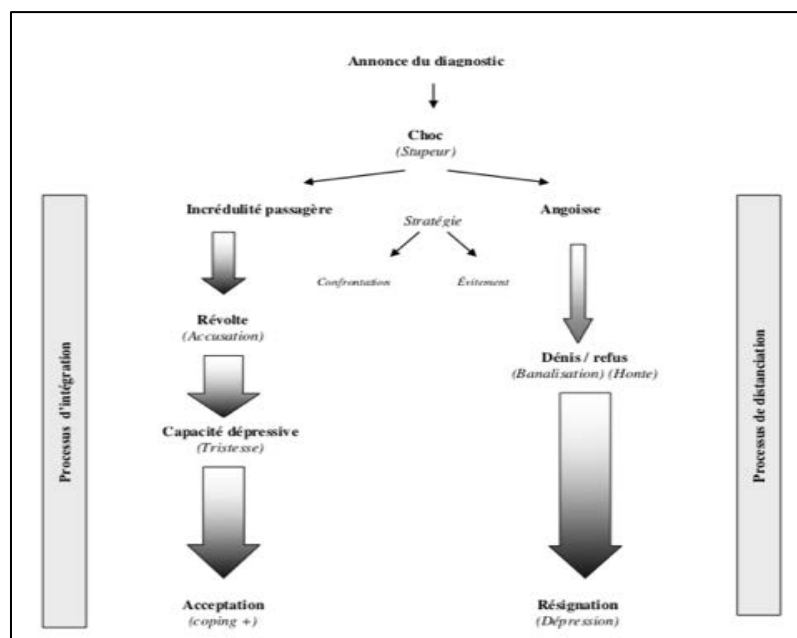 Annonce du diagnostic
Choc
(Stupeur)
Incrédulité passagère
Angoisse
Stratégie
Confrontation
Évitement
Révolte
(Accusation)
Dénis / refus
(Banalisation) (Honte)
Capacité dépressive
(Tristesse)
Acceptation
(coping +)
Résignation
(Dépression)
Processus d'intégration
Processus de distanciation